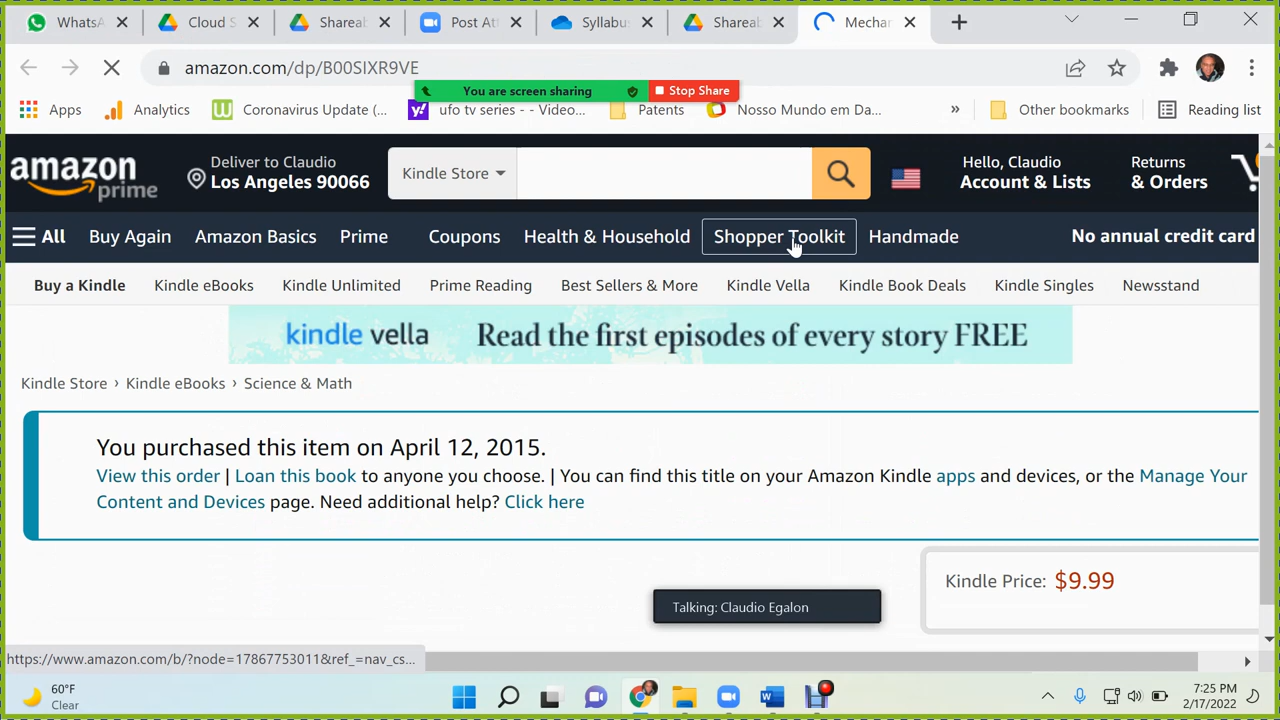 WhatsA
Cloud S
Shareab
Post Att
Syllabus
Shareab
Mechan
amazon.com/dp/B00SIXR9VE
You are screen sharing
Stop Share
Apps
Analytics
Coronavirus Update (...
ufo tv series - - Video...
Patents
Nosso Mundo em Da...
»
Other bookmarks
Reading list
amazon prime
Deliver to Claudio
Los Angeles 90066
Kindle Store
Hello, Claudio
Account & Lists
Returns
& Orders
All
Buy Again
Amazon Basics
Prime
Coupons
Health & Household
Shopper Toolkit
Handmade
No annual credit card
Buy a Kindle
Kindle eBooks
Kindle Unlimited
Prime Reading
Best Sellers & More
Kindle Vella
Kindle Book Deals
Kindle Singles
Newsstand
kindle vella Read the first episodes of every story FREE
Kindle Store › Kindle eBooks › Science & Math
You purchased this item on April 12, 2015.
View this order | Loan this book to anyone you choose. | You can find this title on your Amazon Kindle apps and devices, or the Manage Your
Content and Devices page. Need additional help? Click here
Kindle Price: $9.99
Talking: Claudio Egalon
https://www.amazon.com/b/?node=17867753011&ref_=nav_cs...
60°F
Clear
7:25 PM
2/17/2022